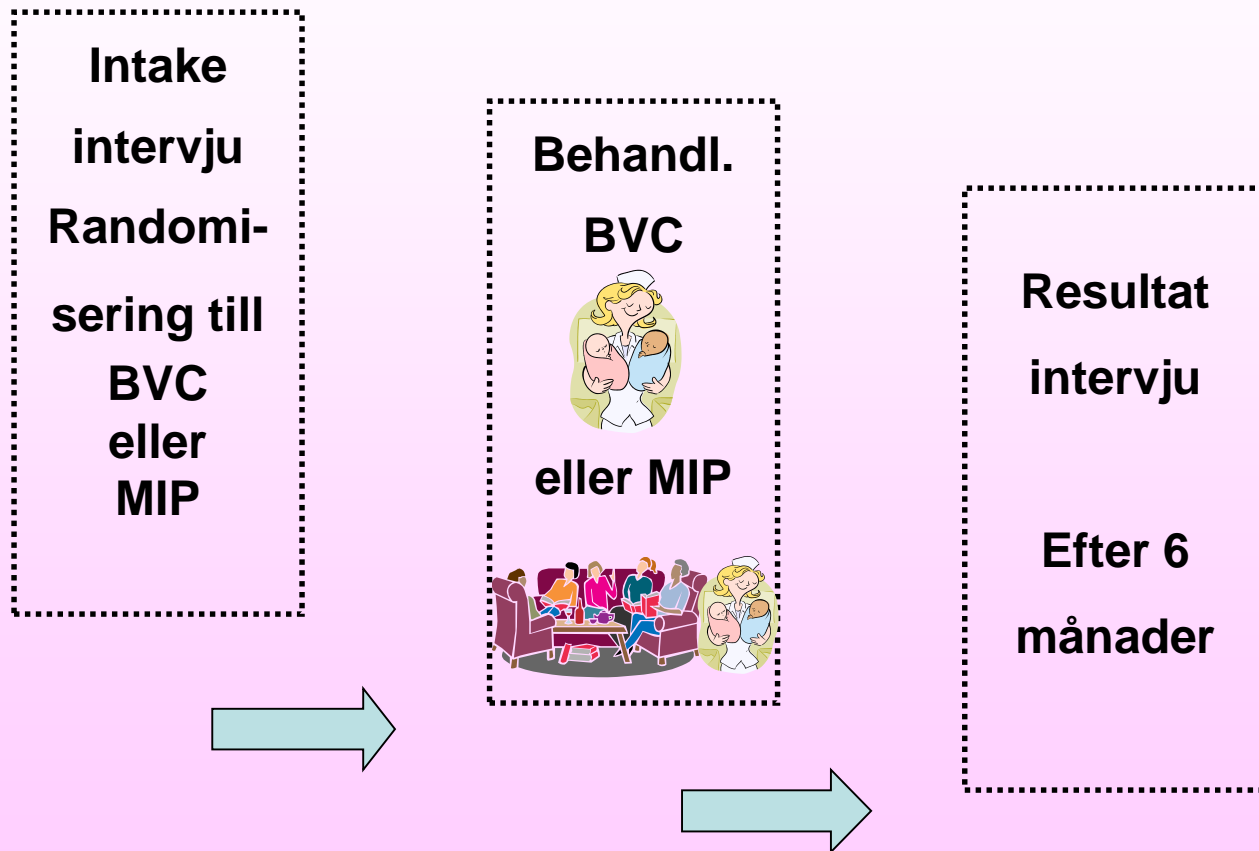 Intake
intervju
Randomi-
sering till
BVC
eller
MIP
Behandl.
BVC
eller MIP
Resultat
intervju
Efter 6
månader